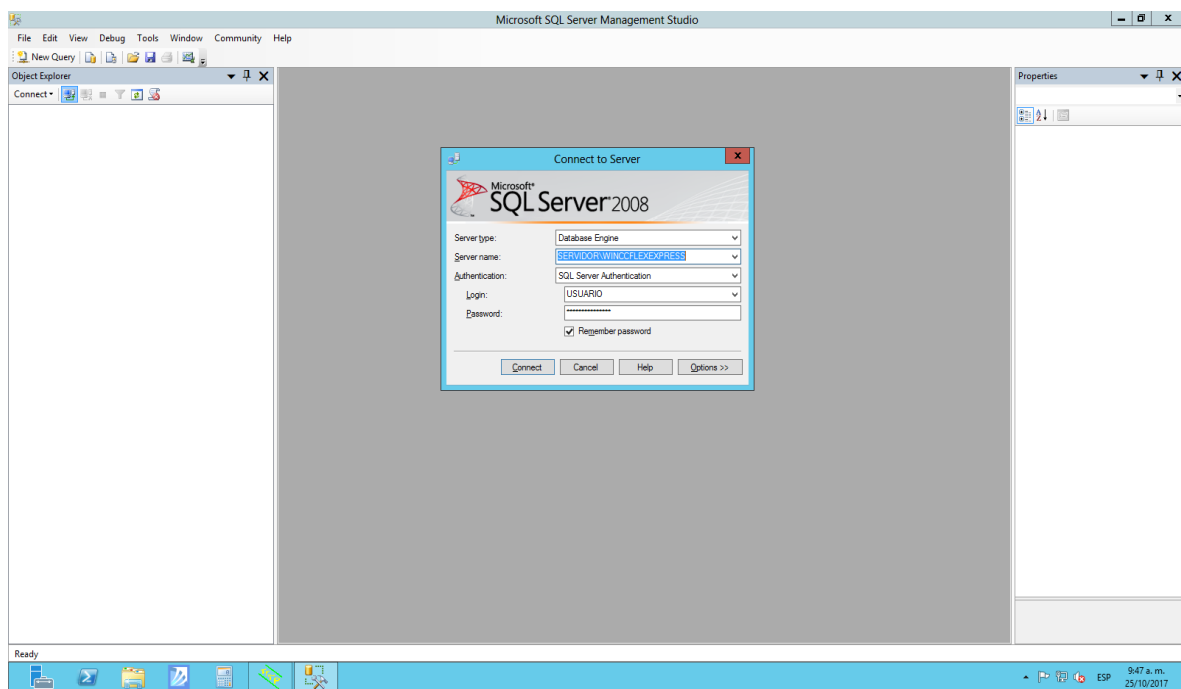 Microsoft SQL Server Management Studio
File Edit View Debug Tools Window Community Help
New Query
Object Explorer
Connect
Properties
Connect to Server
Microsoft
SQL Server 2008
Server type: Database Engine
Server name: SERVIDOR\WINCCFLEXEXPRESS
Authentication: SQL Server Authentication
Login: USUARIO
Password: ***************
Remember password
Connect Cancel Help Options >>
Ready
ESP 9:47 a. m.
25/10/2017